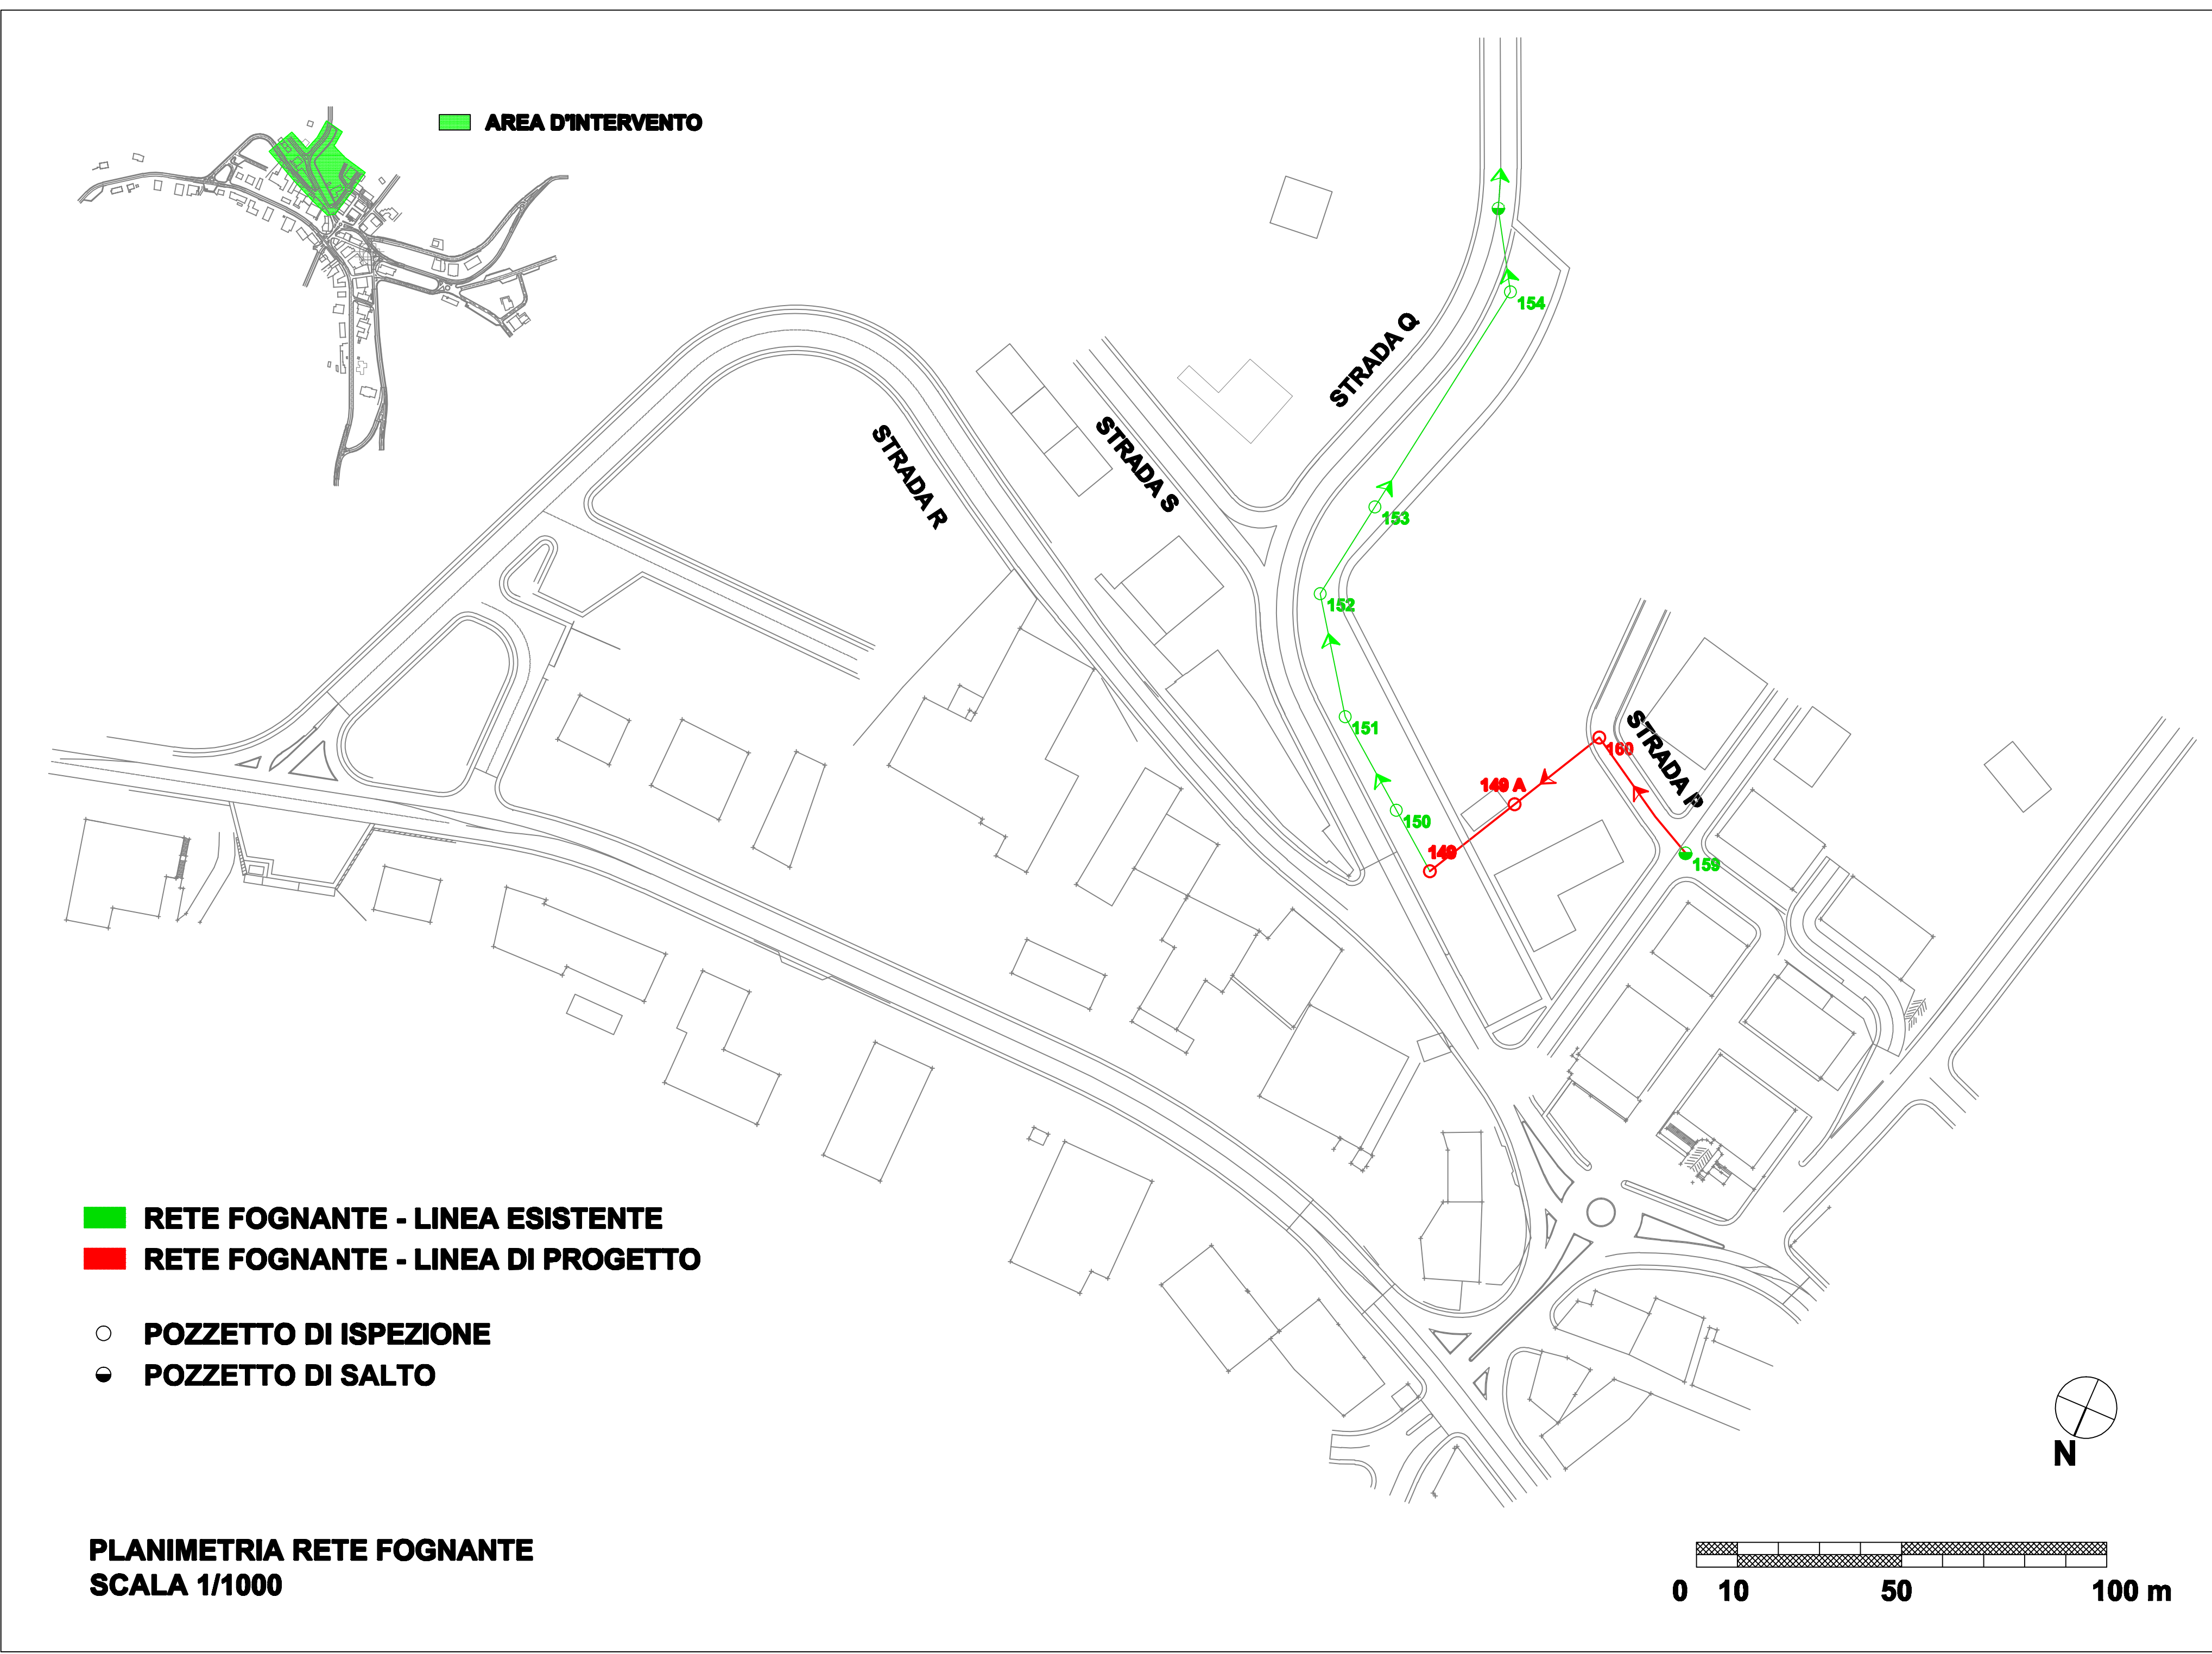 AREA D'INTERVENTO
STRADA Q
STRADA S
STRADA R
STRADA P
154
153
152
151
150
149
149 A
160
159
RETE FOGNANTE - LINEA ESISTENTE
RETE FOGNANTE - LINEA DI PROGETTO
POZZETTO DI ISPEZIONE
POZZETTO DI SALTO
N
PLANIMETRIA RETE FOGNANTE
SCALA 1/1000
0 10 50 100 m